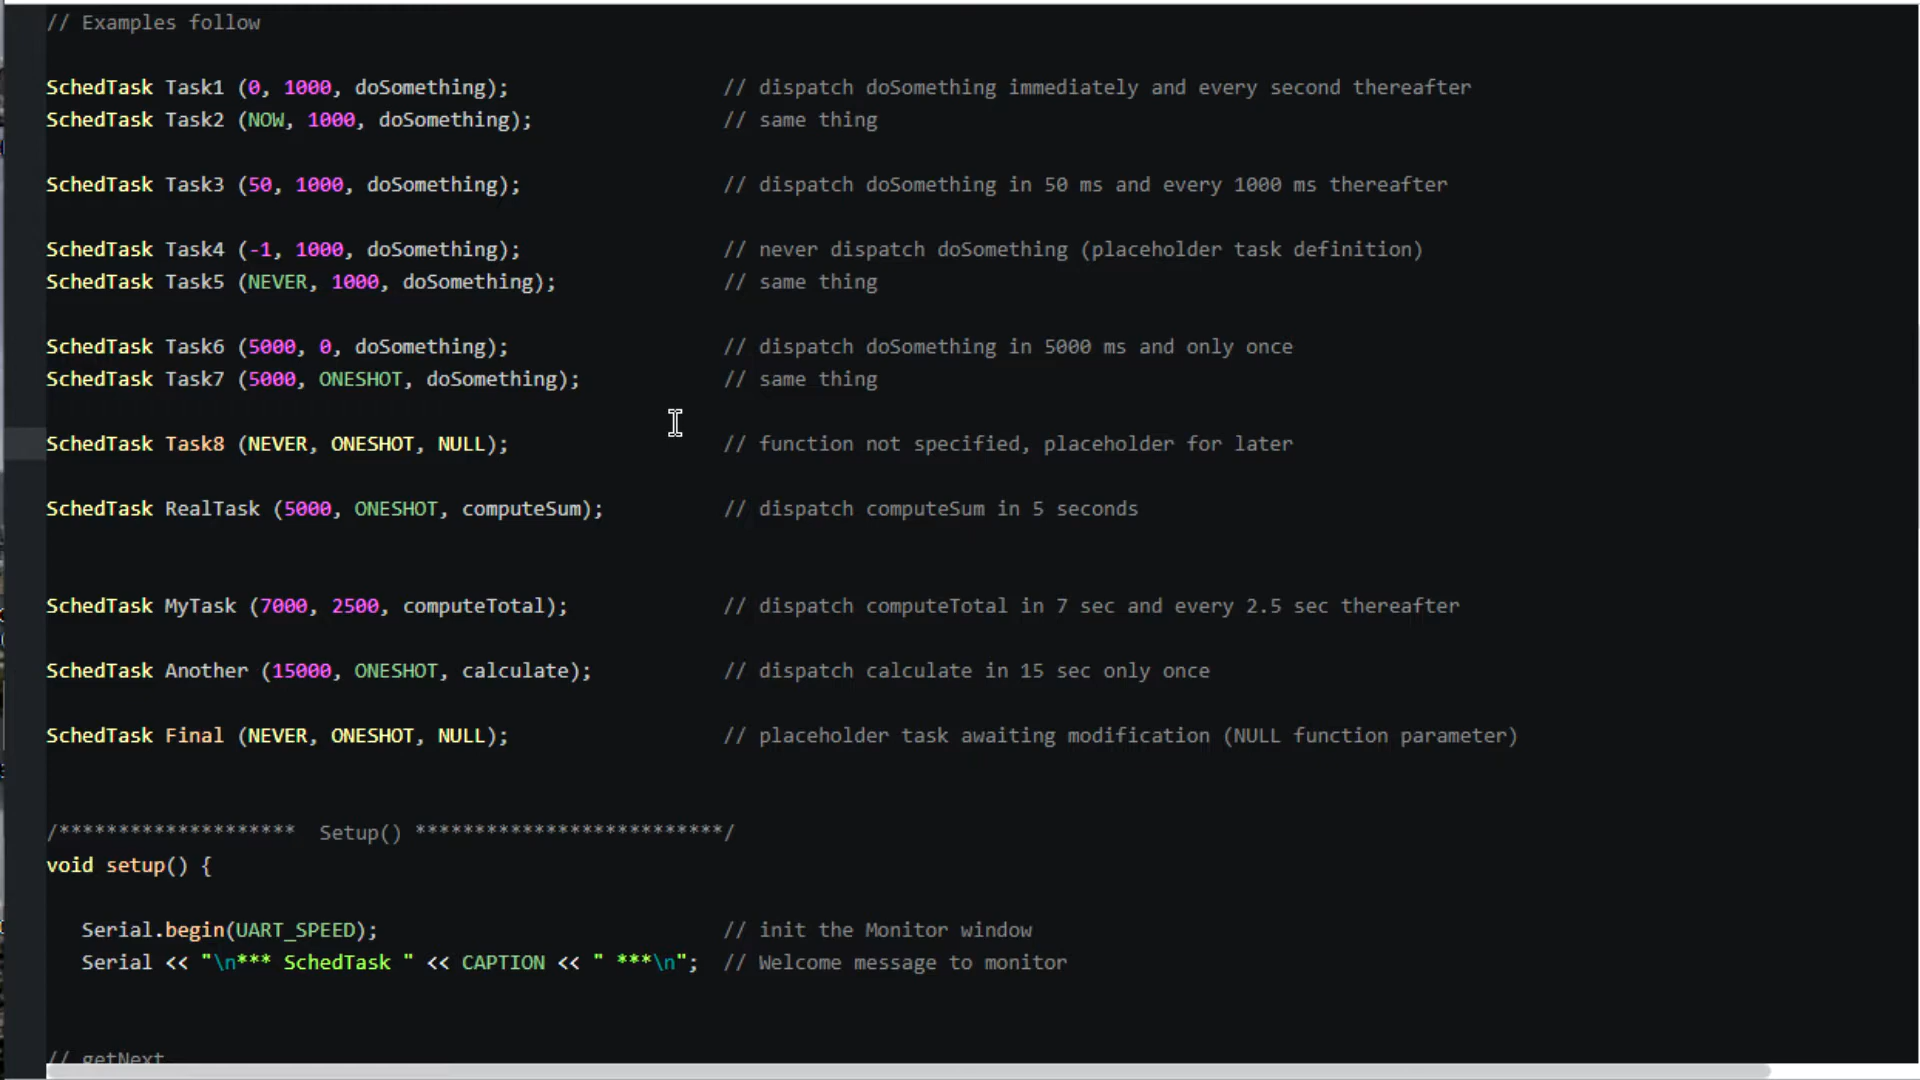 // Examples follow
SchedTask Task1 (0, 1000, doSomething); // dispatch doSomething immediately and every second thereafter
SchedTask Task2 (NOW, 1000, doSomething); // same thing
SchedTask Task3 (50, 1000, doSomething); // dispatch doSomething in 50 ms and every 1000 ms thereafter
SchedTask Task4 (-1, 1000, doSomething); // never dispatch doSomething (placeholder task definition)
SchedTask Task5 (NEVER, 1000, doSomething); // same thing
SchedTask Task6 (5000, 0, doSomething); // dispatch doSomething in 5000 ms and only once
SchedTask Task7 (5000, ONESHOT, doSomething); // same thing
SchedTask Task8 (NEVER, ONESHOT, NULL); // function not specified, placeholder for later
SchedTask RealTask (5000, ONESHOT, computeSum); // dispatch computeSum in 5 seconds
SchedTask MyTask (7000, 2500, computeTotal); // dispatch computeTotal in 7 sec and every 2.5 sec thereafter
SchedTask Another (15000, ONESHOT, calculate); // dispatch calculate in 15 sec only once
SchedTask Final (NEVER, ONESHOT, NULL); // placeholder task awaiting modification (NULL function parameter)
/******************** Setup() **************************/
void setup() {
Serial.begin(UART_SPEED); // init the Monitor window
Serial << "\n*** SchedTask " << CAPTION << " ***\n"; // Welcome message to monitor
// getNext